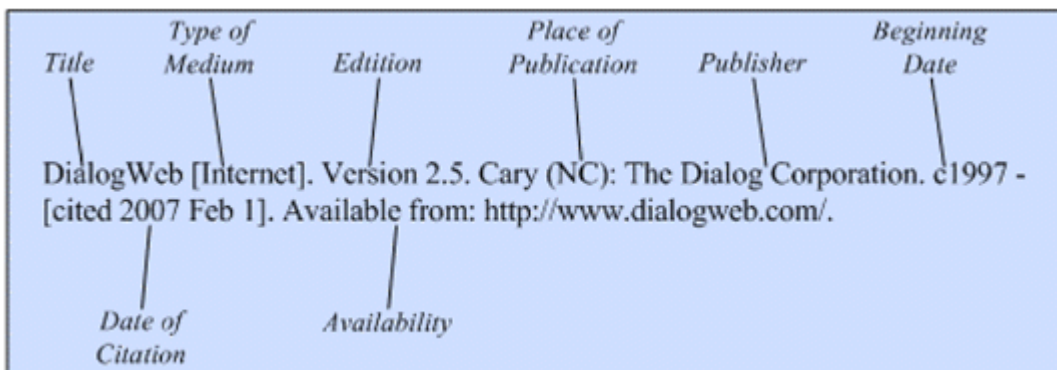 Type of Place of Beginning
Title Medium Edtition Publication Publisher Date
DialogWeb [Internet]. Version 2.5. Cary (NC): The Dialog Corporation. c1997 -
[cited 2007 Feb 1]. Available from: http://www.dialogweb.com/.
Date of Availability
Citation